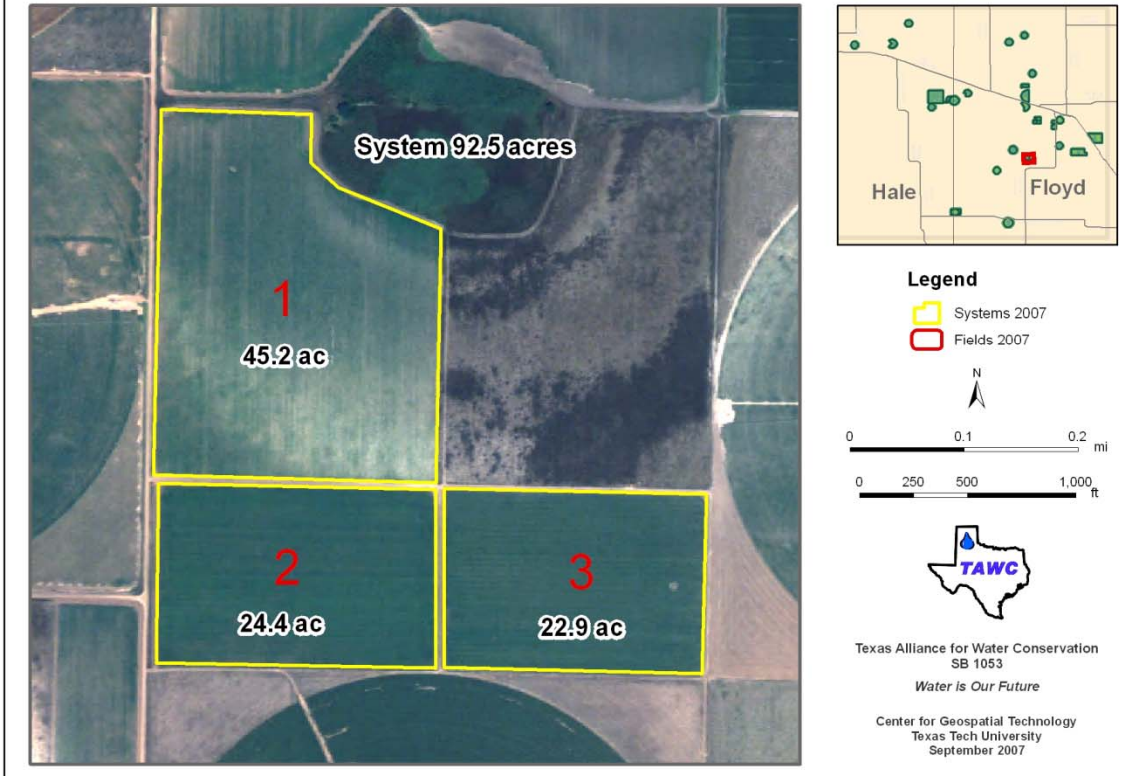 System 92.5 acres
1
45.2 ac
2
24.4 ac
3
22.9 ac
Hale
Floyd
Legend
Systems 2007
Fields 2007
N
0 0.1 0.2
mi
0 250 500 1,000
ft
TAWC
Texas Alliance for Water Conservation
SB 1053
Water is Our Future
Center for Geospatial Technology
Texas Tech University
September 2007